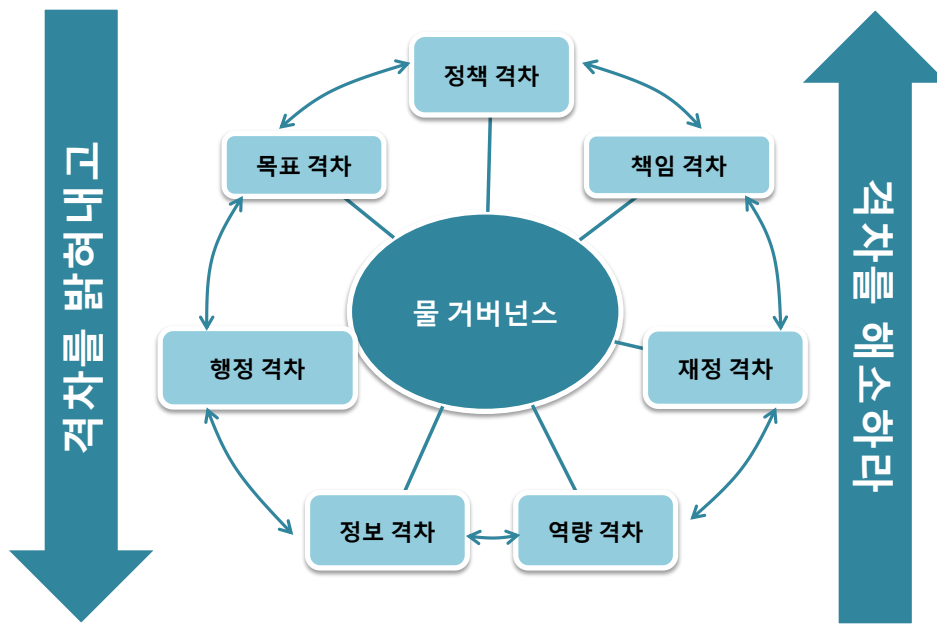 격차를 밝혀내고
정책 격차
목표 격차
책임 격차
물 거버넌스
행정 격차
재정 격차
정보 격차
역량 격차
격차를 해소하라